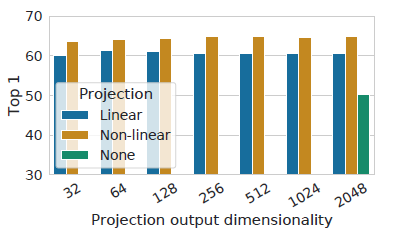 70
60
50
40
30
Top 1
Projection
Linear
Non-linear
None
32
64
128
256
512
1024
2048
Projection output dimensionality